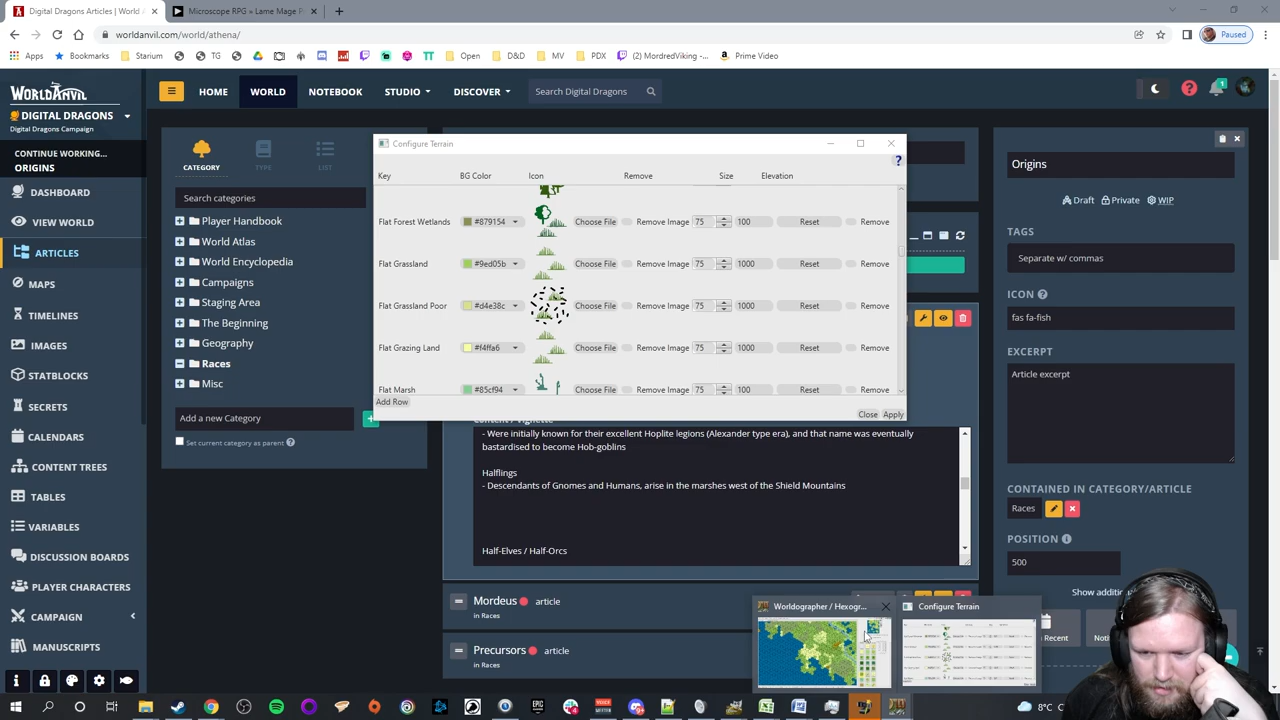 Digital Dragons Articles
Microscope RPG « Lame Mage P
worldanvil.com/world/athena/
Paused
Apps
Bookmarks
Starium
TG
Open
D&D
MV
PDX
MordredViking -...
Prime Video
WORLDANVIL
DIGITAL DRAGONS
Digital Dragons Campaign
HOME
WORLD
NOTEBOOK
STUDIO
DISCOVER
Search Digital Dragons
1
CONTINUE WORKING...
ORIGINS
DASHBOARD
VIEW WORLD
ARTICLES
MAPS
TIMELINES
IMAGES
STATBLOCKS
SECRETS
CALENDARS
CONTENT TREES
TABLES
VARIABLES
DISCUSSION BOARDS
PLAYER CHARACTERS
CAMPAIGN
MANUSCRIPTS
CATEGORY
TYPE
LIST
Search categories
Player Handbook
World Atlas
World Encyclopedia
Campaigns
Staging Area
The Beginning
Geography
Races
Misc
Add a new Category
Set current category as parent
Configure Terrain
Key BG Color Icon Remove Size Elevation
Flat Forest Wetlands #879154 Choose File Remove Image 75 100 Reset Remove
Flat Grassland #9ed05b Choose File Remove Image 75 1000 Reset Remove
Flat Grassland Poor #d4e38c Choose File Remove Image 75 1000 Reset Remove
Flat Grazing Land #f4ffa6 Choose File Remove Image 75 1000 Reset Remove
Flat Marsh #85cf94 Choose File Remove Image 75 100 Reset Remove
Add Row
Close Apply
Content / Vignette
- Were initially known for their excellent Hoplite legions (Alexander type era), and that name was eventually
bastardised to become Hob-goblins
Halflings
- Descendants of Gnomes and Humans, arise in the marshes west of the Shield Mountains
Half-Elves / Half-Orcs
Mordeus article
in Races
Precursors article
in Races
Origins
Draft Private WIP
TAGS
Separate w/ commas
ICON
fas fa-fish
EXCERPT
Article excerpt
CONTAINED IN CATEGORY/ARTICLE
Races
POSITION
500
Show additio
Recent
Worldographer / Hexogr...
Configure Terrain
8°C